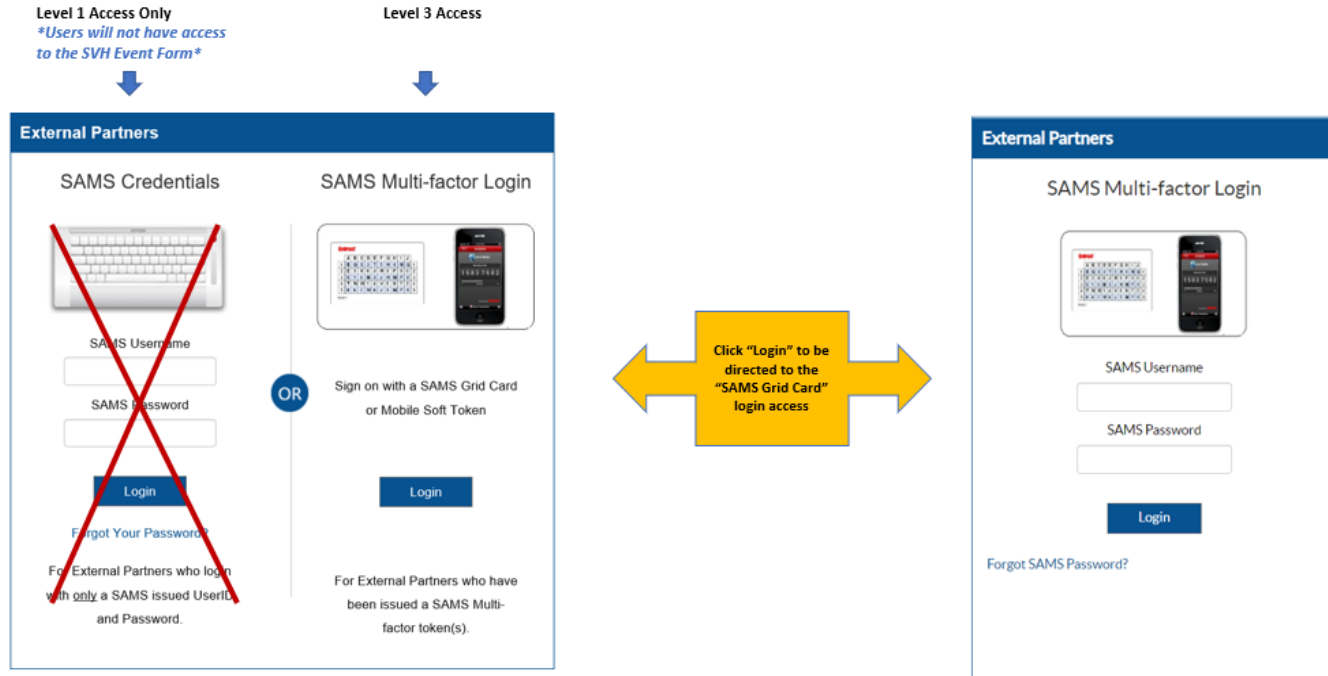 Level 1 Access Only
*Users will not have access
to the SVH Event Form*
Level 3 Access
External Partners
SAMS Credentials
SAMS Username
SAMS Password
Login
Forgot Your Password?
For External Partners who login
with only a SAMS issued UserID
and Password.
OR
SAMS Multi-factor Login
Sign on with a SAMS Grid Card
or Mobile Soft Token
Login
For External Partners who have
been issued a SAMS Multi-
factor token(s).
Click “Login” to be
directed to the
“SAMS Grid Card”
login access
External Partners
SAMS Multi-factor Login
SAMS Username
SAMS Password
Login
Forgot SAMS Password?